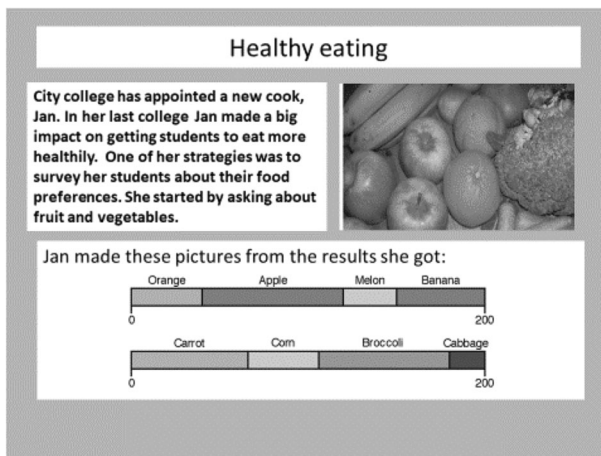 Healthy eating
City college has appointed a new cook,
Jan. In her last college Jan made a big
impact on getting students to eat more
healthily. One of her strategies was to
survey her students about their food
preferences. She started by asking about
fruit and vegetables.
Jan made these pictures from the results she got:
Orange Apple Melon Banana
0 200
Carrot Corn Broccoli Cabbage
0 200